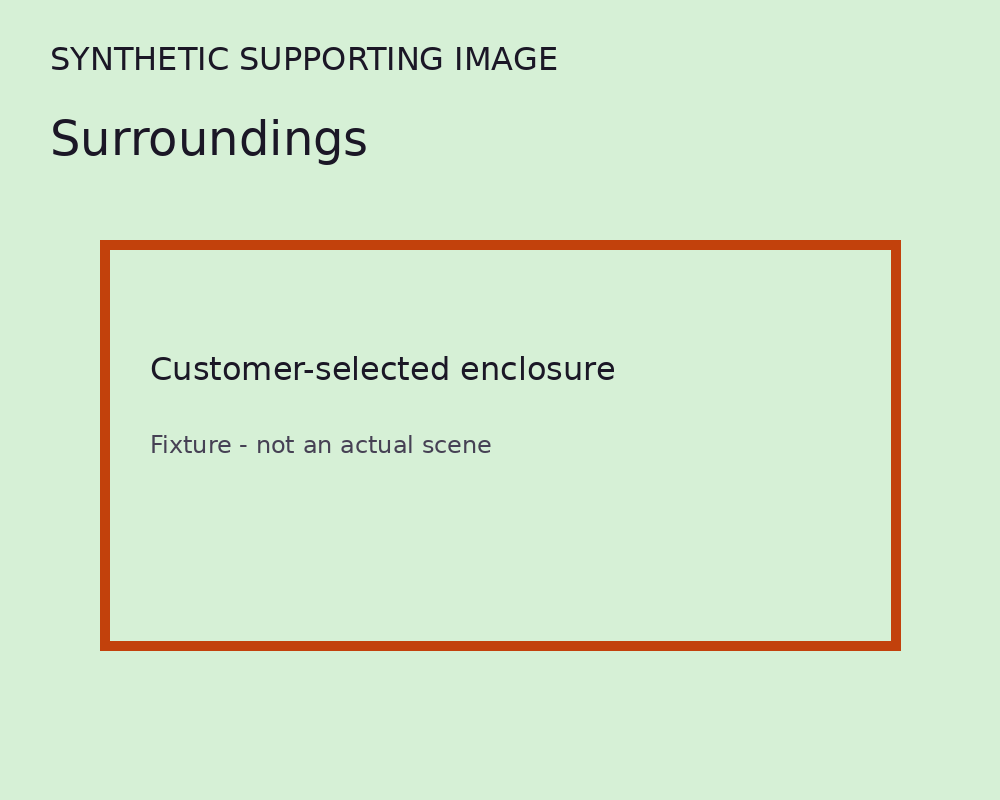 SYNTHETIC SUPPORTING IMAGE
Surroundings
Customer-selected enclosure
Fixture - not an actual scene